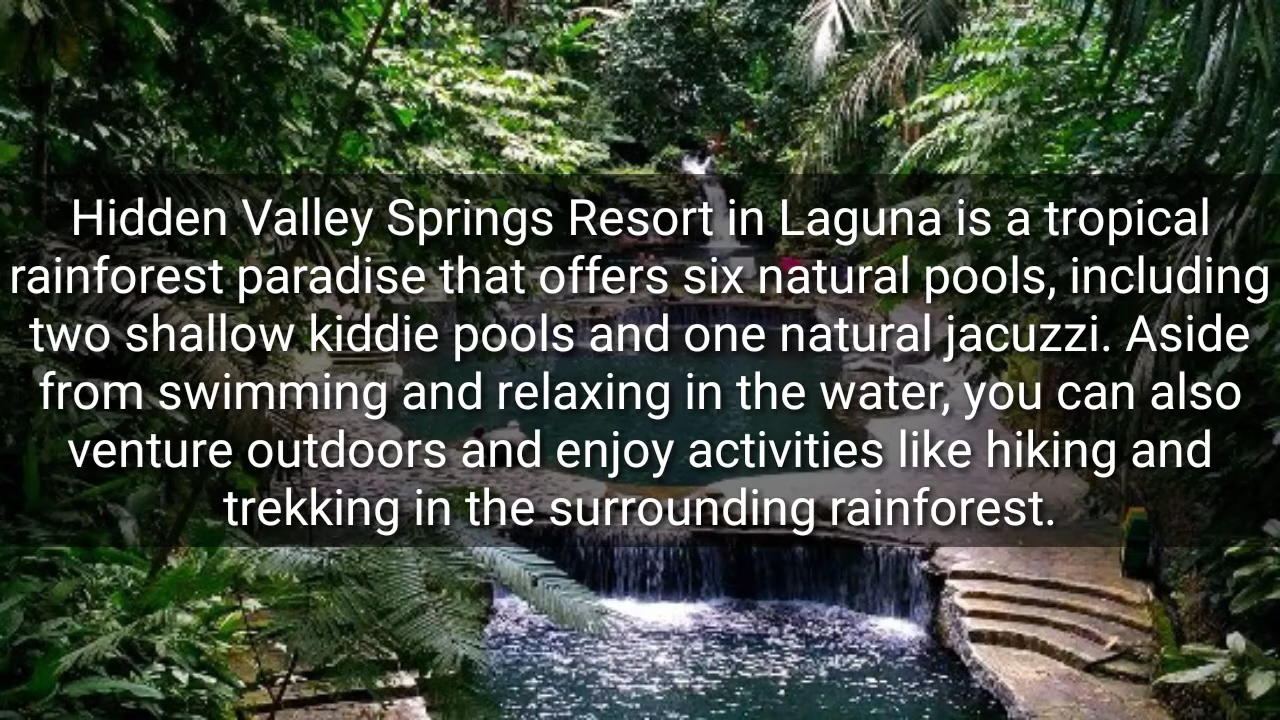 Hidden Valley Springs Resort in Laguna is a tropical
rainforest paradise that offers six natural pools, including
two shallow kiddie pools and one natural jacuzzi. Aside
from swimming and relaxing in the water, you can also
venture outdoors and enjoy activities like hiking and
trekking in the surrounding rainforest.